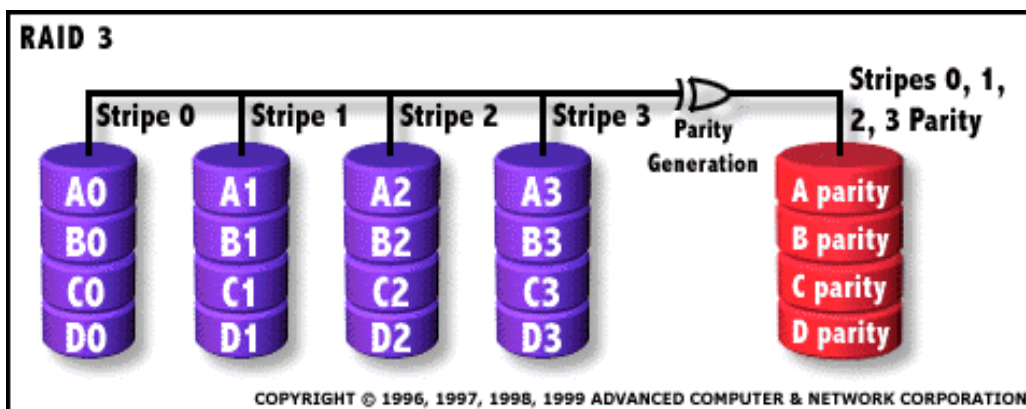 RAID 3
Stripe 0
Stripe 1
Stripe 2
Stripe 3
Parity
Generation
Stripes 0, 1,
2, 3 Parity
A0
B0
C0
D0
A1
B1
C1
D1
A2
B2
C2
D2
A3
B3
C3
D3
A parity
B parity
C parity
D parity
COPYRIGHT © 1996, 1997, 1998, 1999 ADVANCED COMPUTER & NETWORK CORPORATION